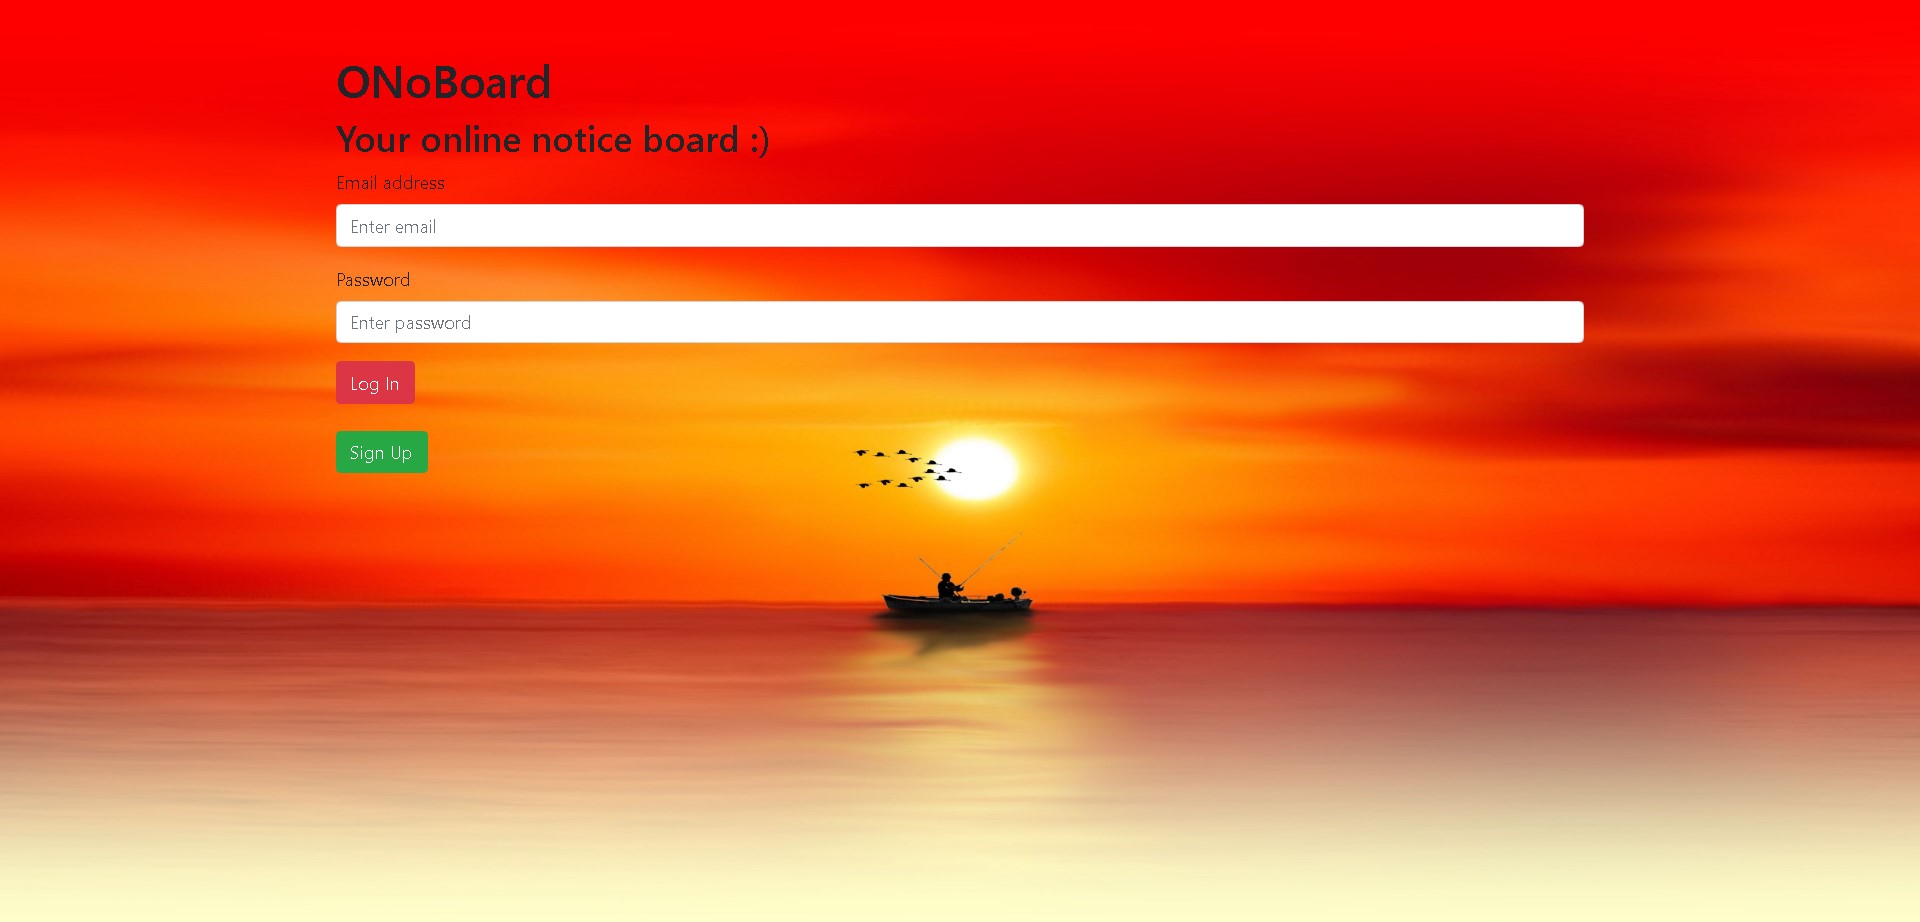 ONoBoard
Your online notice board :)
Email address
Enter email
Password
Enter password
Log In
Sign Up